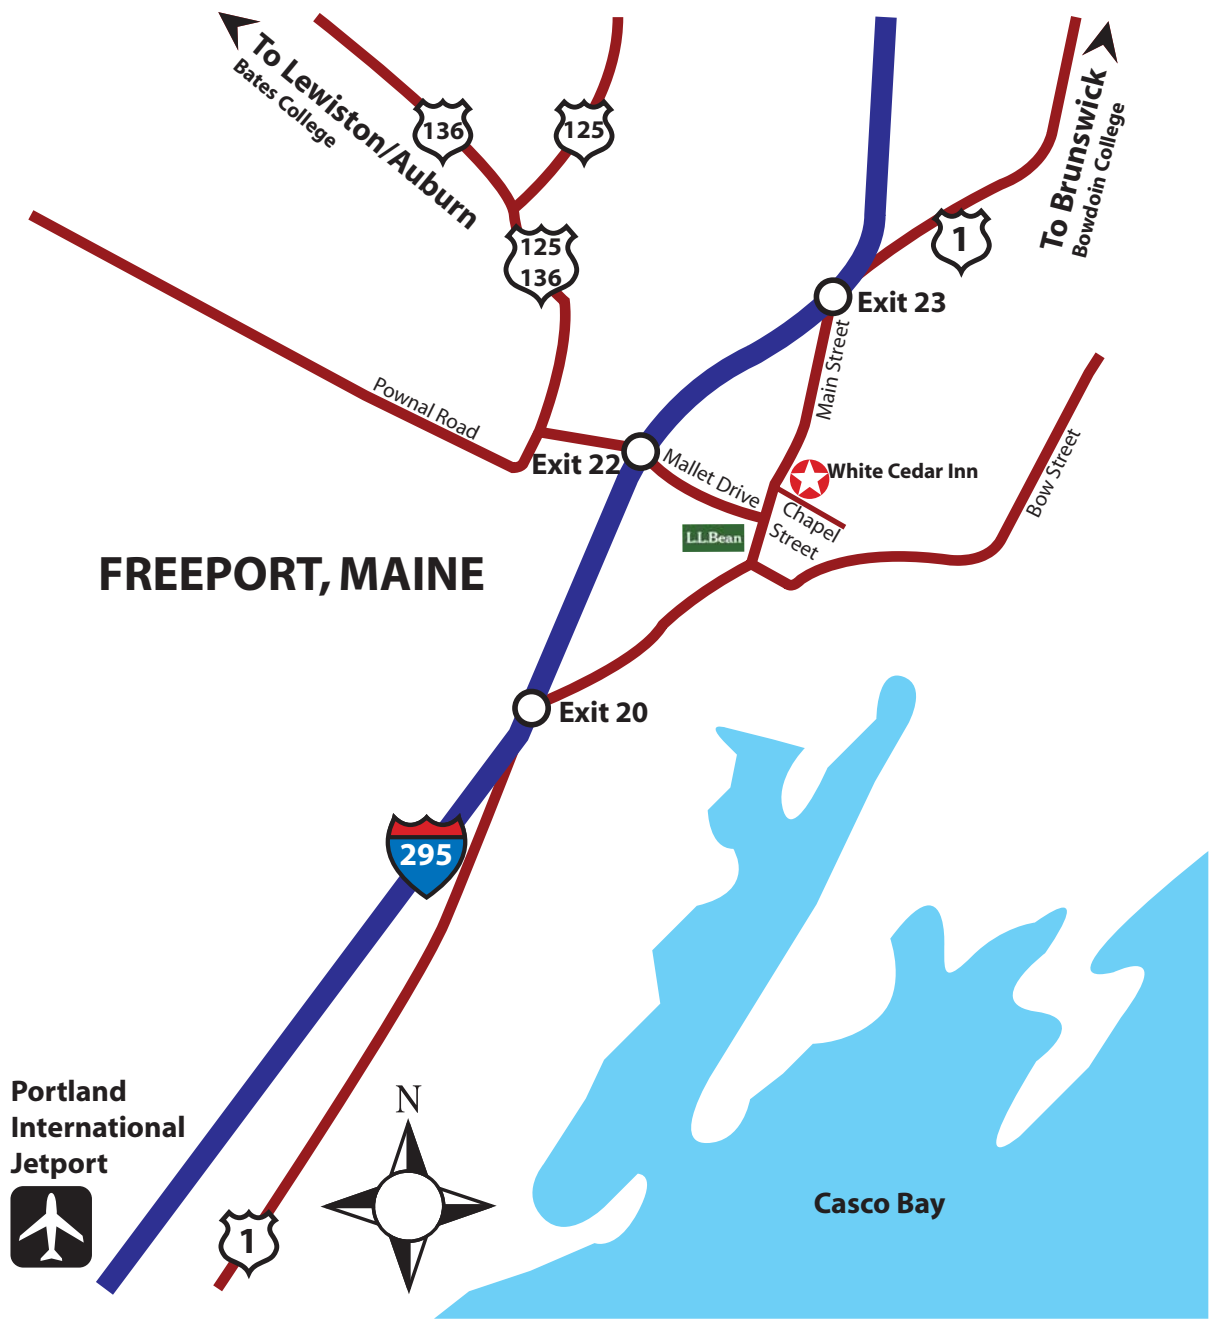 To Lewiston/Auburn
Bates College
136
125
To Brunswick
Bowdoin College
125
136
1
Exit 23
Main Street
Pownal Road
Exit 22
Mallet Drive
White Cedar Inn
Bow Street
Chapel
Street
L.L.Bean
FREEPORT, MAINE
Exit 20
295
Portland
International
Jetport
N
1
Casco Bay